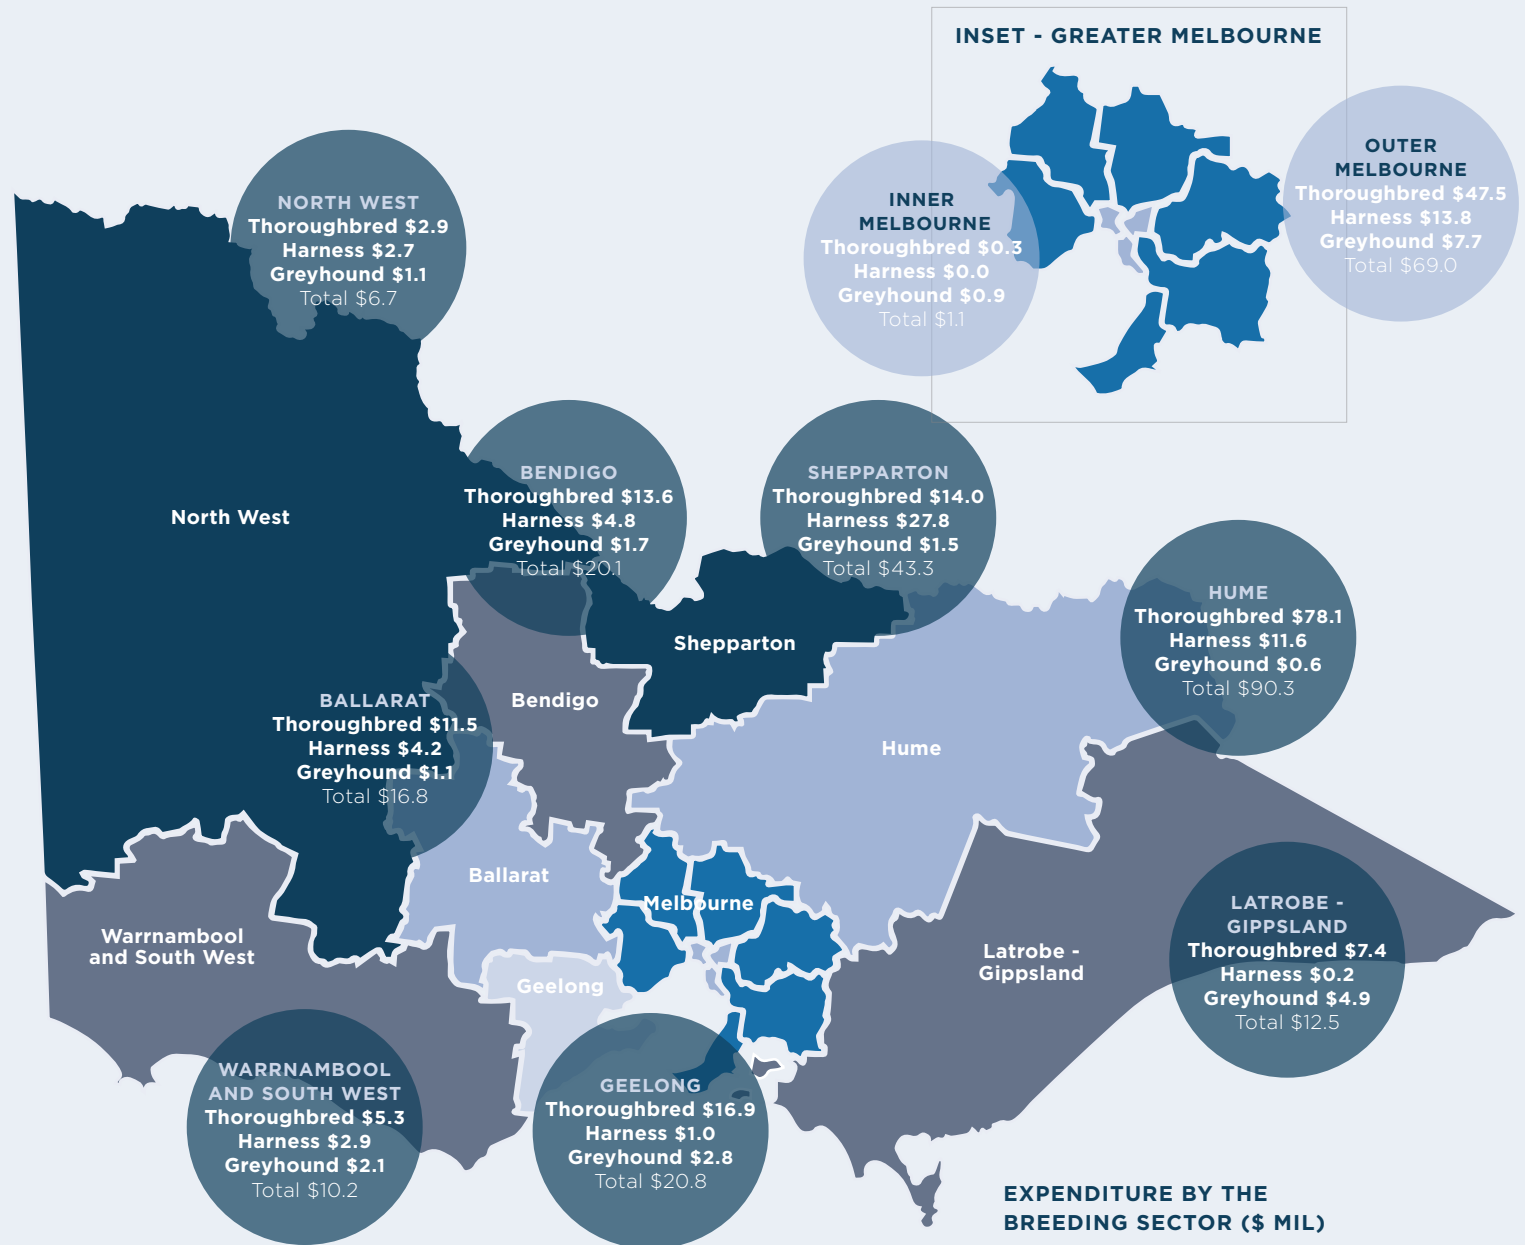 INSET - GREATER MELBOURNE
OUTER
MELBOURNE
Thoroughbred $47.5
Harness $13.8
Greyhound $7.7
Total $69.0
INNER
MELBOURNE
Thoroughbred $0.3
Harness $0.0
Greyhound $0.9
Total $1.1
NORTH WEST
Thoroughbred $2.9
Harness $2.7
Greyhound $1.1
Total $6.7
BENDIGO
Thoroughbred $13.6
Harness $4.8
Greyhound $1.7
Total $20.1
SHEPPARTON
Thoroughbred $14.0
Harness $27.8
Greyhound $1.5
Total $43.3
North West
HUME
Thoroughbred $78.1
Harness $11.6
Greyhound $0.6
Total $90.3
Shepparton
BALLARAT
Thoroughbred $11.5
Harness $4.2
Greyhound $1.1
Total $16.8
Bendigo
Hume
Ballarat
Melbourne
Warrnambool
and South West
Geelong
Latrobe -
Gippsland
LATROBE -
GIPPSLAND
Thoroughbred $7.4
Harness $0.2
Greyhound $4.9
Total $12.5
WARRNAMBOOL
AND SOUTH WEST
Thoroughbred $5.3
Harness $2.9
Greyhound $2.1
Total $10.2
GEELONG
Thoroughbred $16.9
Harness $1.0
Greyhound $2.8
Total $20.8
EXPENDITURE BY THE
BREEDING SECTOR ($ MIL)